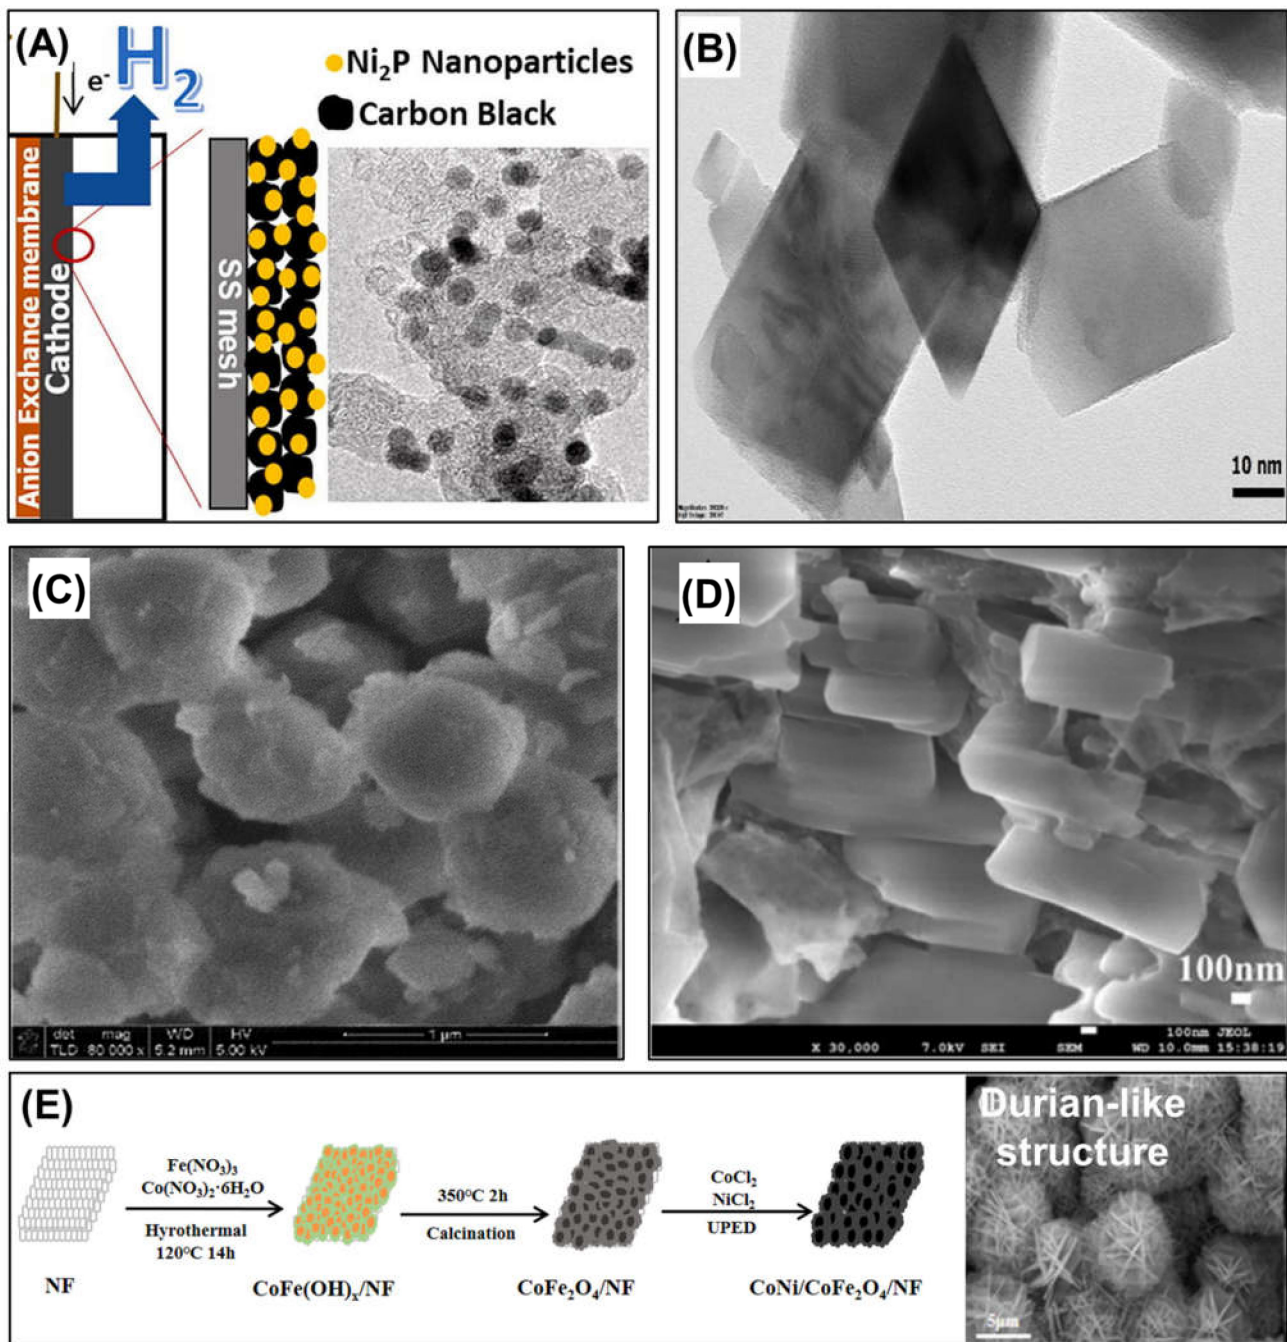 (A)
e-
H2
Ni2P Nanoparticles
Carbon Black
Anion Exchange membrane
Cathode
SS mesh
(B)
10 nm
(C)
det mag WD HV
TLD 80 000 x 5.2 mm 5.00 kV
1 µm
(D)
100nm
100nm JEOL
X 30,000 7.0kV SEI SEM WD 10.0mm 15:38:19
(E)
NF
Fe(NO3)3
Co(NO3)2·6H2O
Hyrothermal
120°C 14h
CoFe(OH)x/NF
350°C 2h
Calcination
CoFe2O4/NF
CoCl2
NiCl2
UPED
CoNi/CoFe2O4/NF
Durian-like
structure
5µm